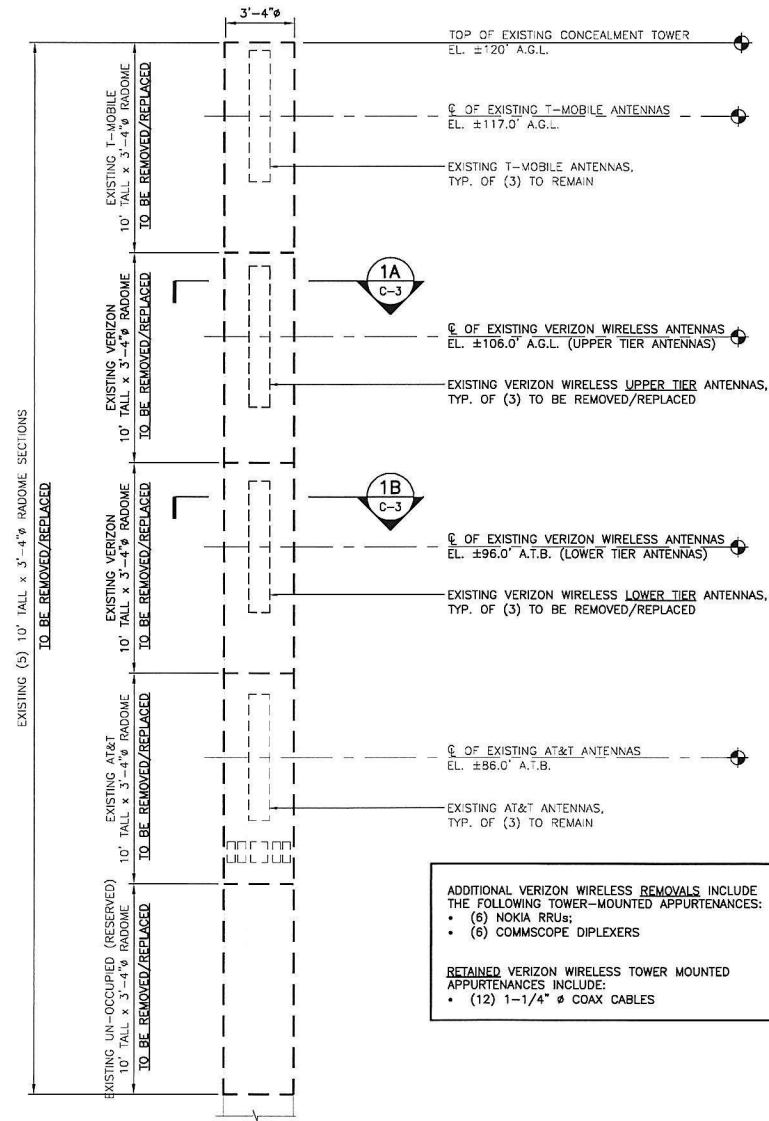 3'-4"ø
TOP OF EXISTING CONCEALMENT TOWER
EL. ±120' A.G.L.
℄ OF EXISTING T-MOBILE ANTENNAS
EL. ±117.0' A.G.L.
EXISTING T-MOBILE ANTENNAS,
TYP. OF (3) TO REMAIN
EXISTING T-MOBILE
10' TALL x 3'-4"ø RADOME
TO BE REMOVED/REPLACED
1A
C-3
℄ OF EXISTING VERIZON WIRELESS ANTENNAS
EL. ±106.0' A.G.L. (UPPER TIER ANTENNAS)
EXISTING VERIZON WIRELESS UPPER TIER ANTENNAS,
TYP. OF (3) TO BE REMOVED/REPLACED
EXISTING VERIZON
10' TALL x 3'-4"ø RADOME
TO BE REMOVED/REPLACED
EXISTING (5) 10' TALL x 3'-4"ø RADOME SECTIONS
TO BE REMOVED/REPLACED
1B
C-3
℄ OF EXISTING VERIZON WIRELESS ANTENNAS
EL. ±96.0' A.T.B. (LOWER TIER ANTENNAS)
EXISTING VERIZON WIRELESS LOWER TIER ANTENNAS,
TYP. OF (3) TO BE REMOVED/REPLACED
EXISTING VERIZON
10' TALL x 3'-4"ø RADOME
TO BE REMOVED/REPLACED
℄ OF EXISTING AT&T ANTENNAS
EL. ±86.0' A.T.B.
EXISTING AT&T ANTENNAS,
TYP. OF (3) TO REMAIN
EXISTING AT&T
10' TALL x 3'-4"ø RADOME
TO BE REMOVED/REPLACED
EXISTING UN-OCCUPIED (RESERVED)
10' TALL x 3'-4"ø RADOME
TO BE REMOVED/REPLACED
ADDITIONAL VERIZON WIRELESS REMOVALS INCLUDE
THE FOLLOWING TOWER-MOUNTED APPURTENANCES:
• (6) NOKIA RRUs;
• (6) COMMSCOPE DIPLEXERS
RETAINED VERIZON WIRELESS TOWER MOUNTED
APPURTENANCES INCLUDE:
• (12) 1-1/4" ø COAX CABLES